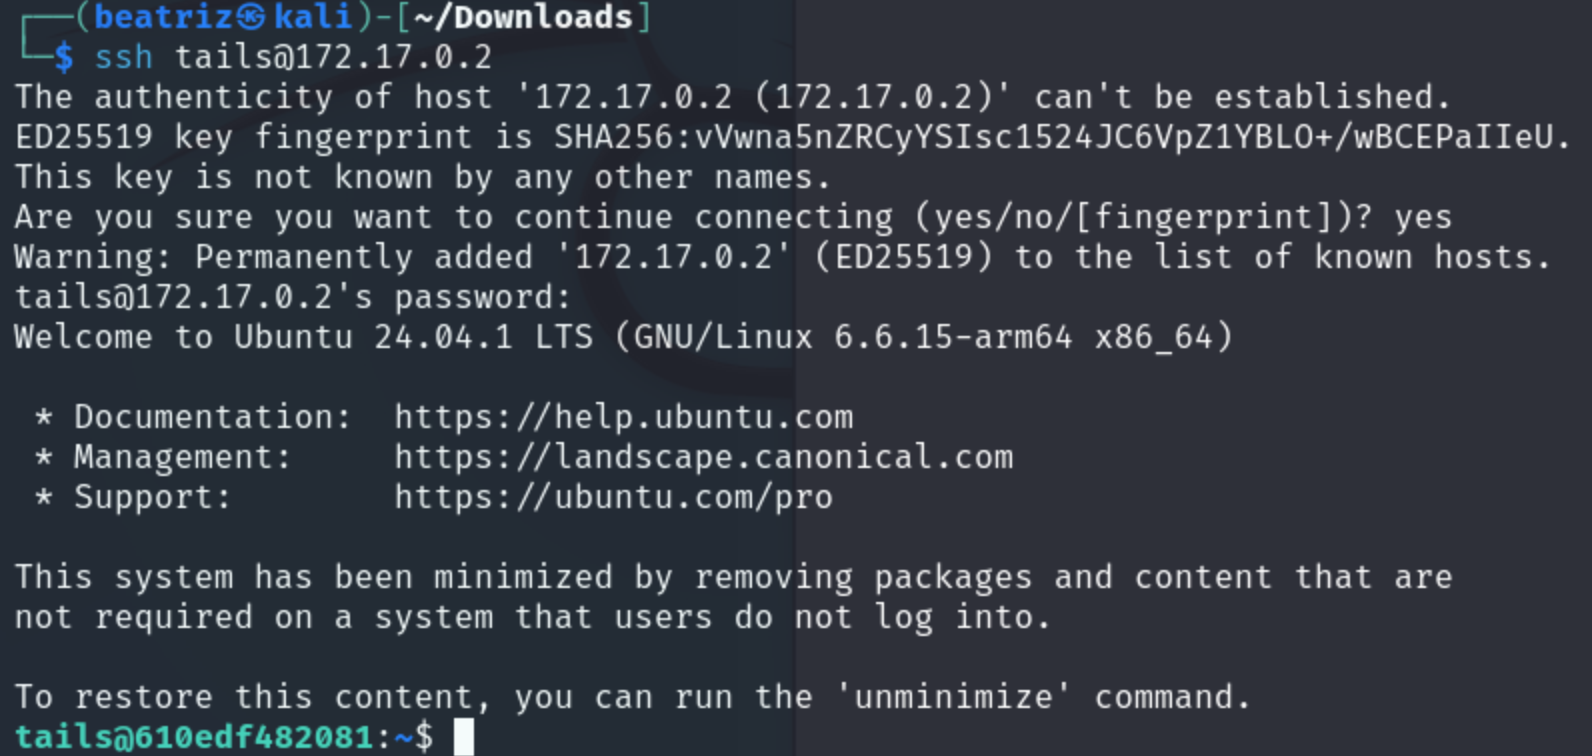 ┌──(beatriz㉿kali)-[~/Downloads]
└─$ ssh tails@172.17.0.2
The authenticity of host '172.17.0.2 (172.17.0.2)' can't be established.
ED25519 key fingerprint is SHA256:vVwna5nZRCyYSIsc1524JC6VpZ1YBLO+/wBCEPaIIeU.
This key is not known by any other names.
Are you sure you want to continue connecting (yes/no/[fingerprint])? yes
Warning: Permanently added '172.17.0.2' (ED25519) to the list of known hosts.
tails@172.17.0.2's password:
Welcome to Ubuntu 24.04.1 LTS (GNU/Linux 6.6.15-arm64 x86_64)
* Documentation:  https://help.ubuntu.com
* Management:     https://landscape.canonical.com
* Support:        https://ubuntu.com/pro
This system has been minimized by removing packages and content that are
not required on a system that users do not log into.
To restore this content, you can run the 'unminimize' command.
tails@610edf482081:~$